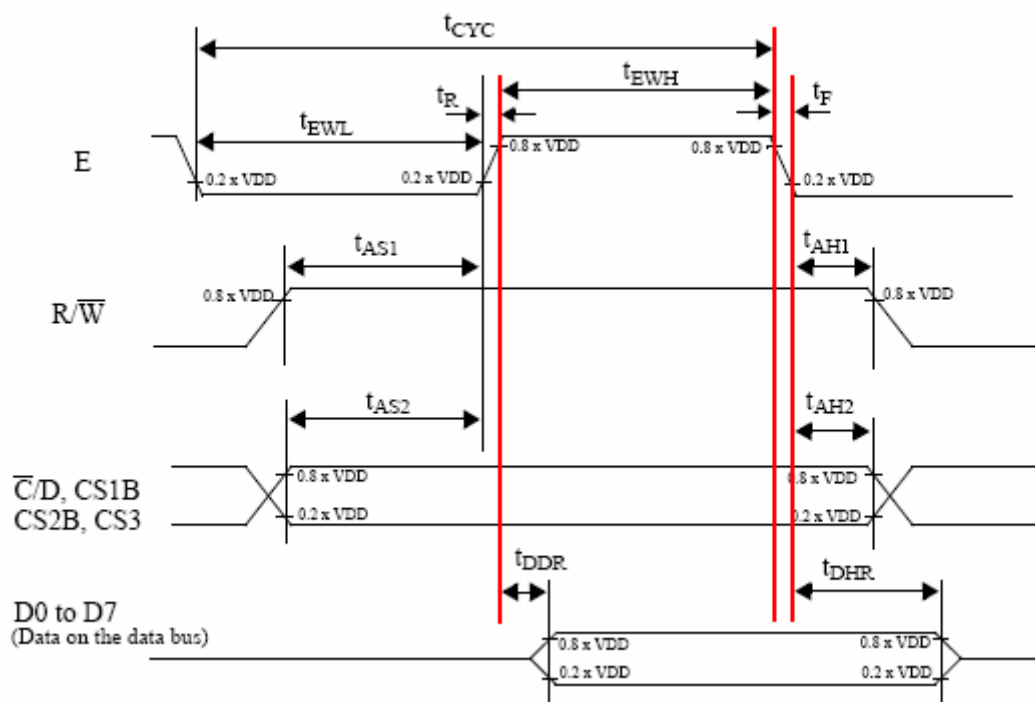 tCYC
tEWH
tR
tF
tEWL
E
0.8 x VDD
0.8 x VDD
0.2 x VDD
0.2 x VDD
0.2 x VDD
tAS1
tAH1
R/W̅
0.8 x VDD
0.8 x VDD
tAS2
tAH2
C̅/D, CS1B
CS2B, CS3
0.8 x VDD
0.8 x VDD
0.2 x VDD
0.2 x VDD
tDDR
tDHR
D0 to D7
(Data on the data bus)
0.8 x VDD
0.8 x VDD
0.2 x VDD
0.2 x VDD